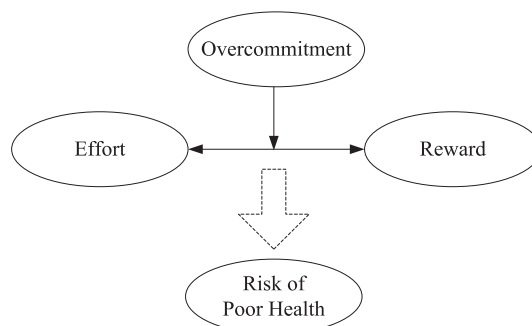 Overcommitment
Effort
Reward
Risk of
Poor Health